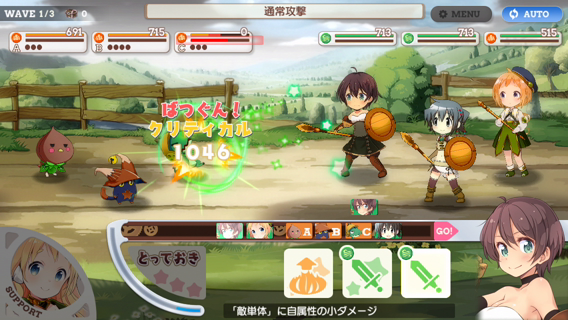 WAVE 1/3 0
通常攻撃
MENU
AUTO
691
715
0
713
713
515
A
B
C
ばつぐん!
クリティカル
1046
A B C GO!
とっておき
SUPPORT
「敵単体」に自属性の小ダメージ